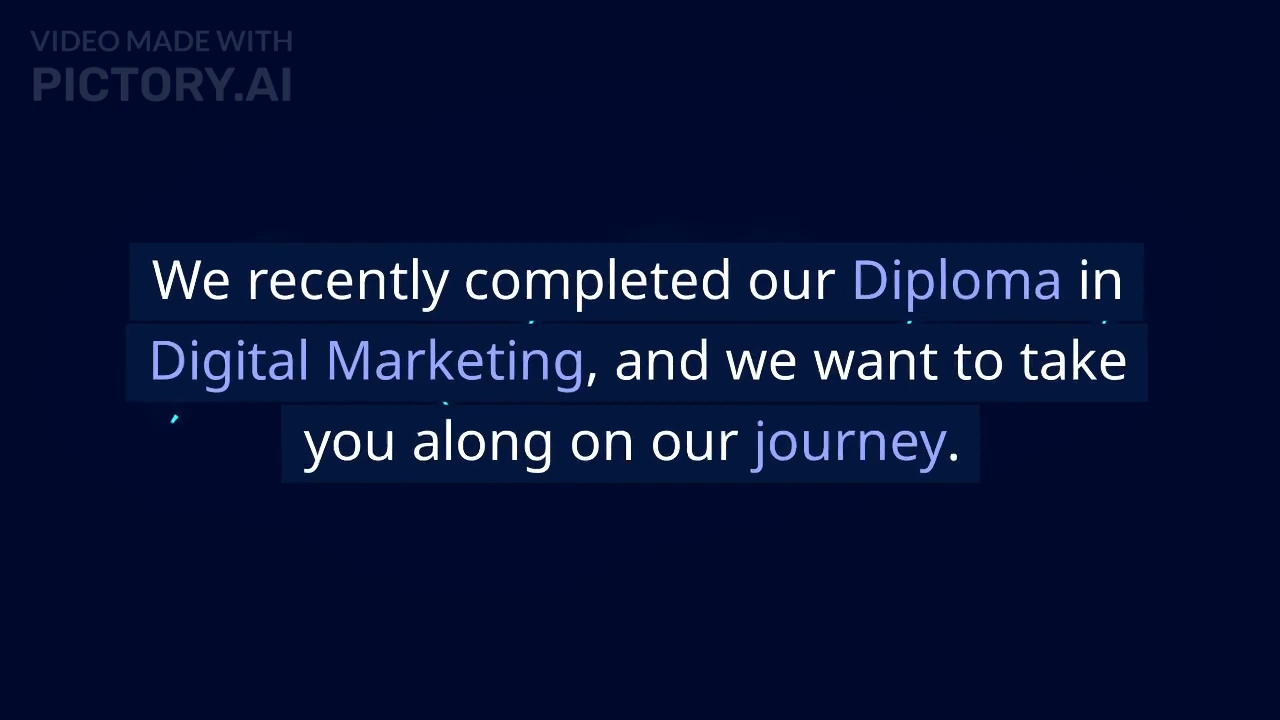 VIDEO MADE WITH
PICTORY.AI
We recently completed our Diploma in
Digital Marketing, and we want to take
you along on our journey.